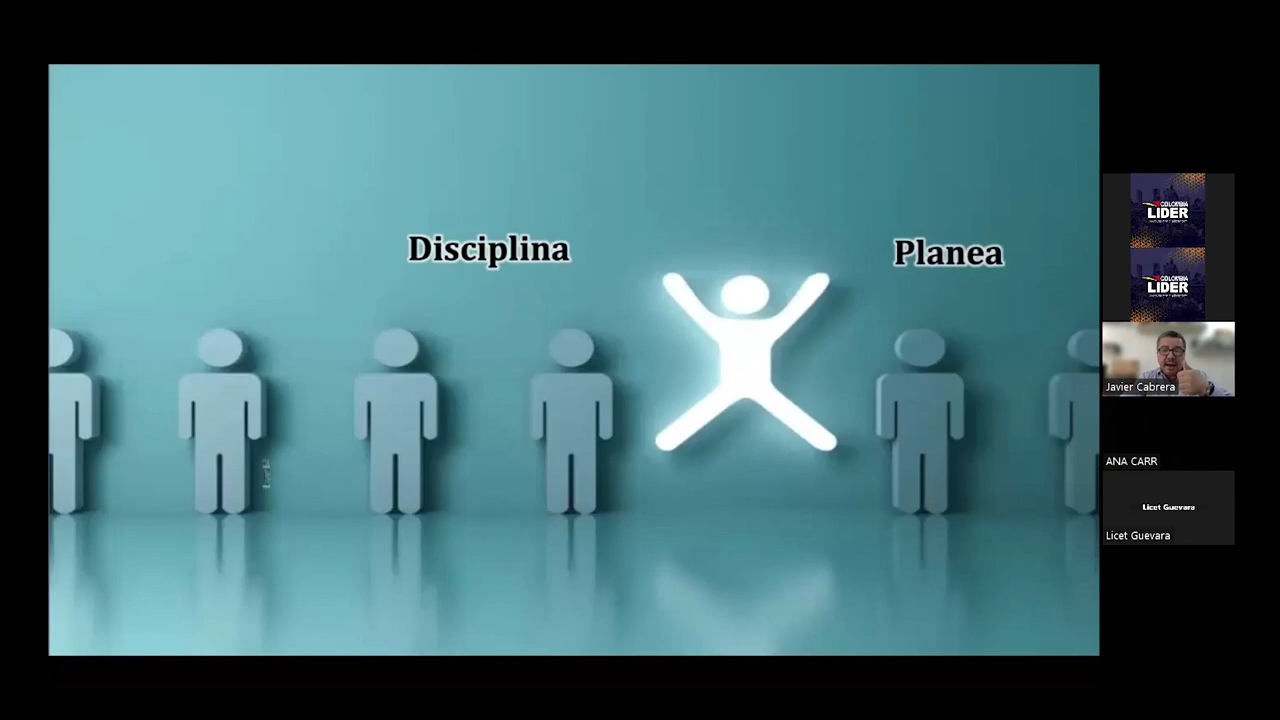 Disciplina
Planea
COLOMBIA
LIDER
COLOMBIA
LIDER
Javier Cabrera
ANA CARR
Licet Guevara
Licet Guevara